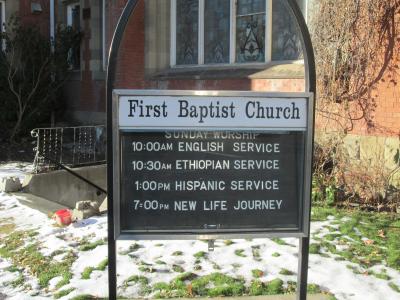 First Baptist Church
SUNDAY WORSHIP
10:00AM ENGLISH SERVICE
10:30AM ETHIOPIAN SERVICE
1:00PM HISPANIC SERVICE
7:00PM NEW LIFE JOURNEY